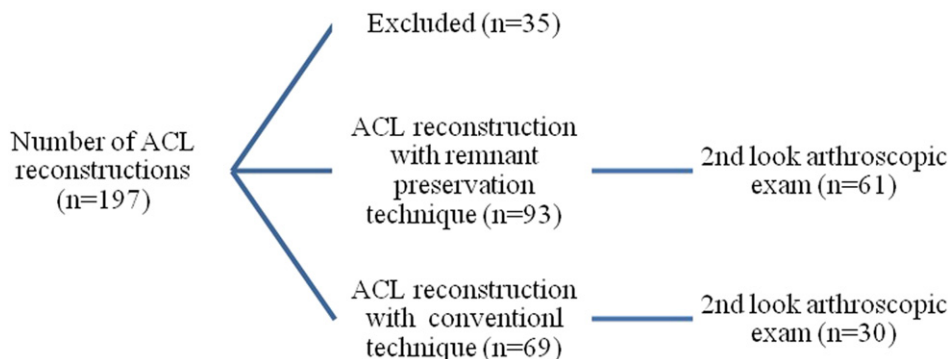 Number of ACL
reconstructions
(n=197)
Excluded (n=35)
ACL reconstruction
with remnant
preservation
technique (n=93)
2nd look arthroscopic
exam (n=61)
ACL reconstruction
with conventionl
technique (n=69)
2nd look arthroscopic
exam (n=30)